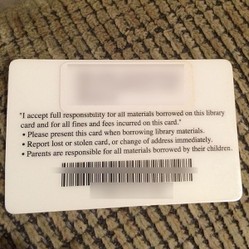 "I accept full responsibility for all materials borrowed on this library
card and for all fines and fees incurred on this card."
• Please present this card when borrowing library materials.
• Report lost or stolen card, or change of address immediately.
• Parents are responsible for all materials borrowed by their children.